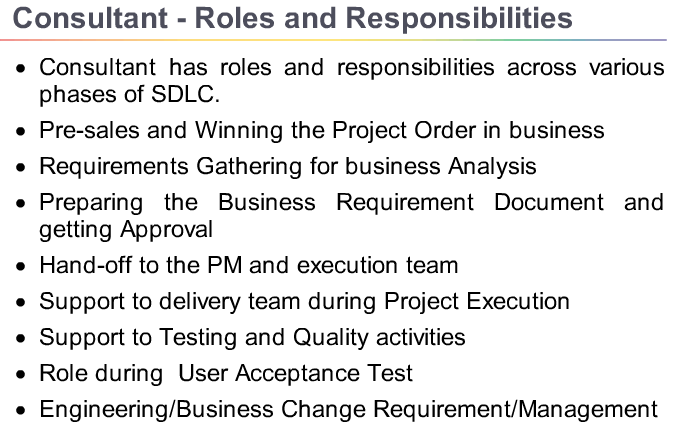 Consultant - Roles and Responsibilities
• Consultant has roles and responsibilities across various
phases of SDLC.
• Pre-sales and Winning the Project Order in business
• Requirements Gathering for business Analysis
• Preparing the Business Requirement Document and
getting Approval
• Hand-off to the PM and execution team
• Support to delivery team during Project Execution
• Support to Testing and Quality activities
• Role during  User Acceptance Test
• Engineering/Business Change Requirement/Management